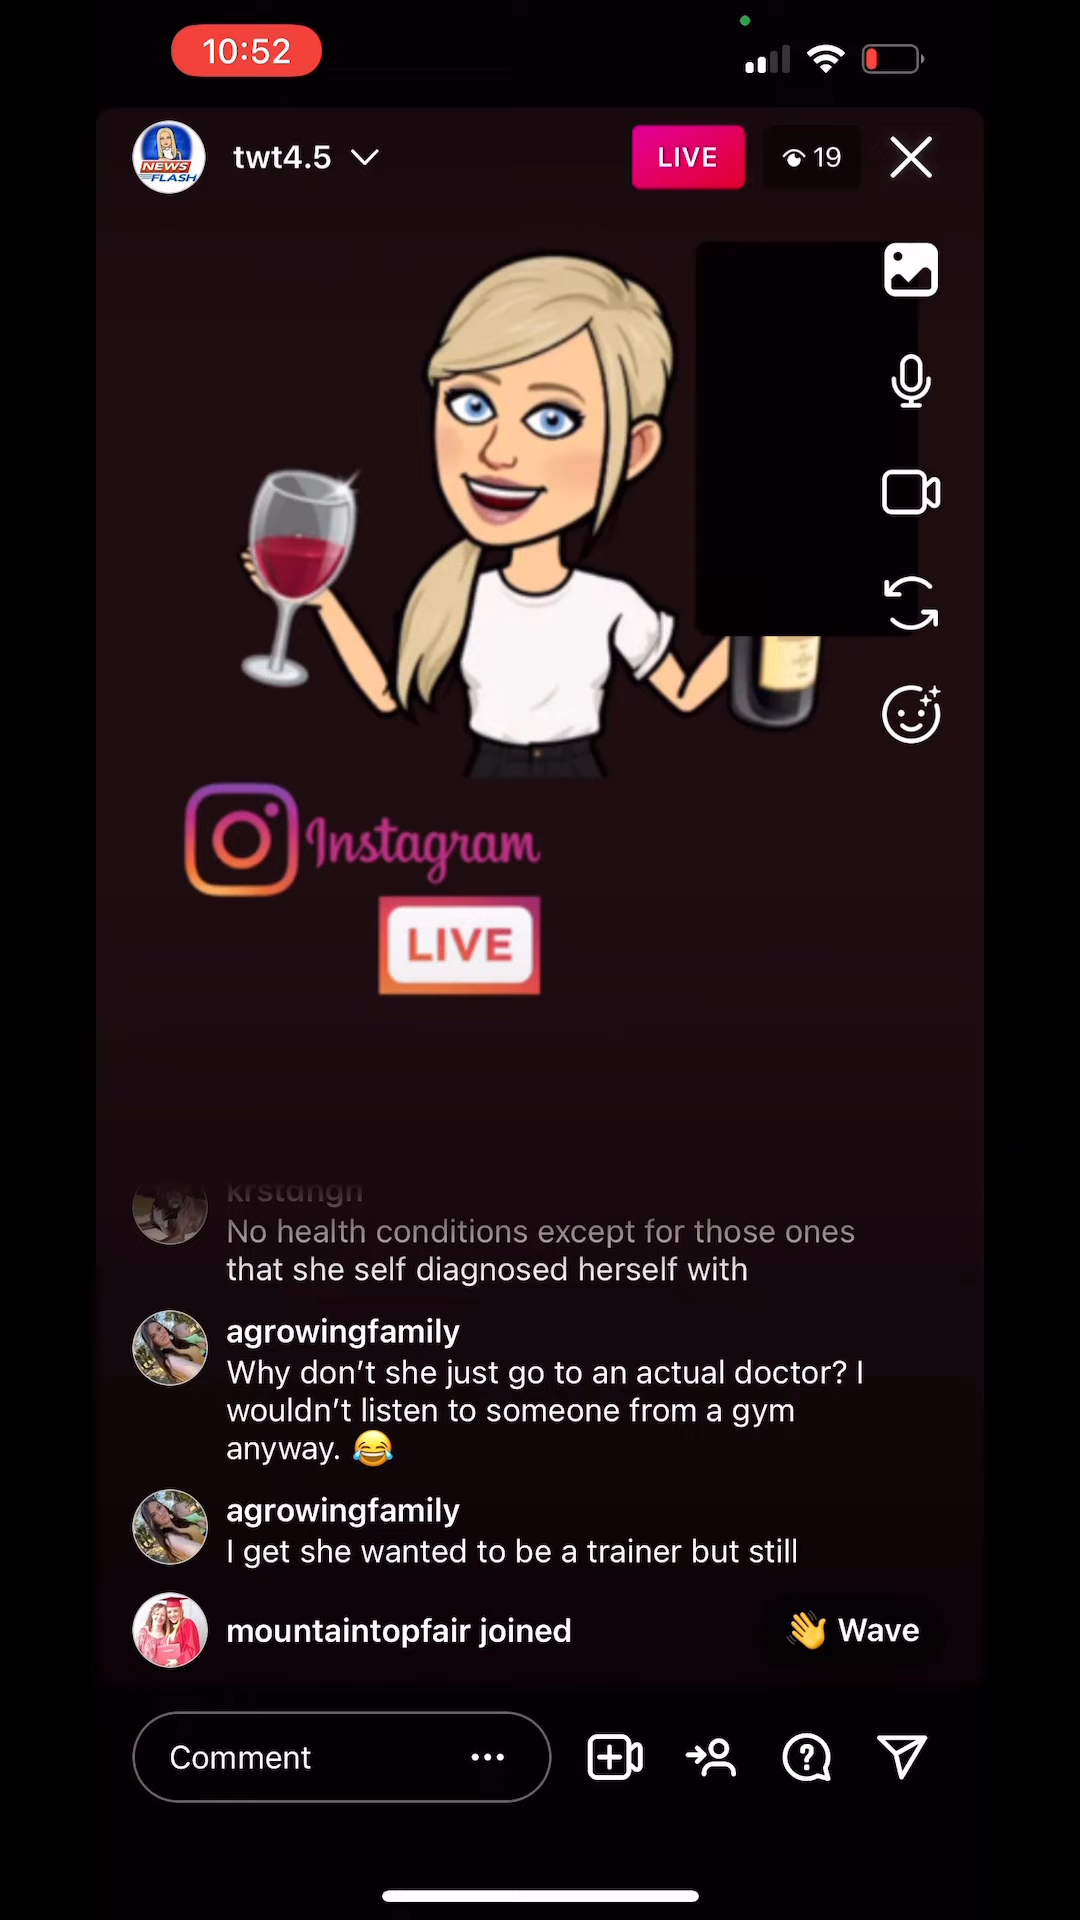 10:52
NEWS
FLASH
twt4.5
LIVE
19
Instagram
LIVE
krstangn
No health conditions except for those ones
that she self diagnosed herself with
agrowingfamily
Why don’t she just go to an actual doctor? I
wouldn’t listen to someone from a gym
anyway. 😂
agrowingfamily
I get she wanted to be a trainer but still
mountaintopfair joined
👋 Wave
Comment